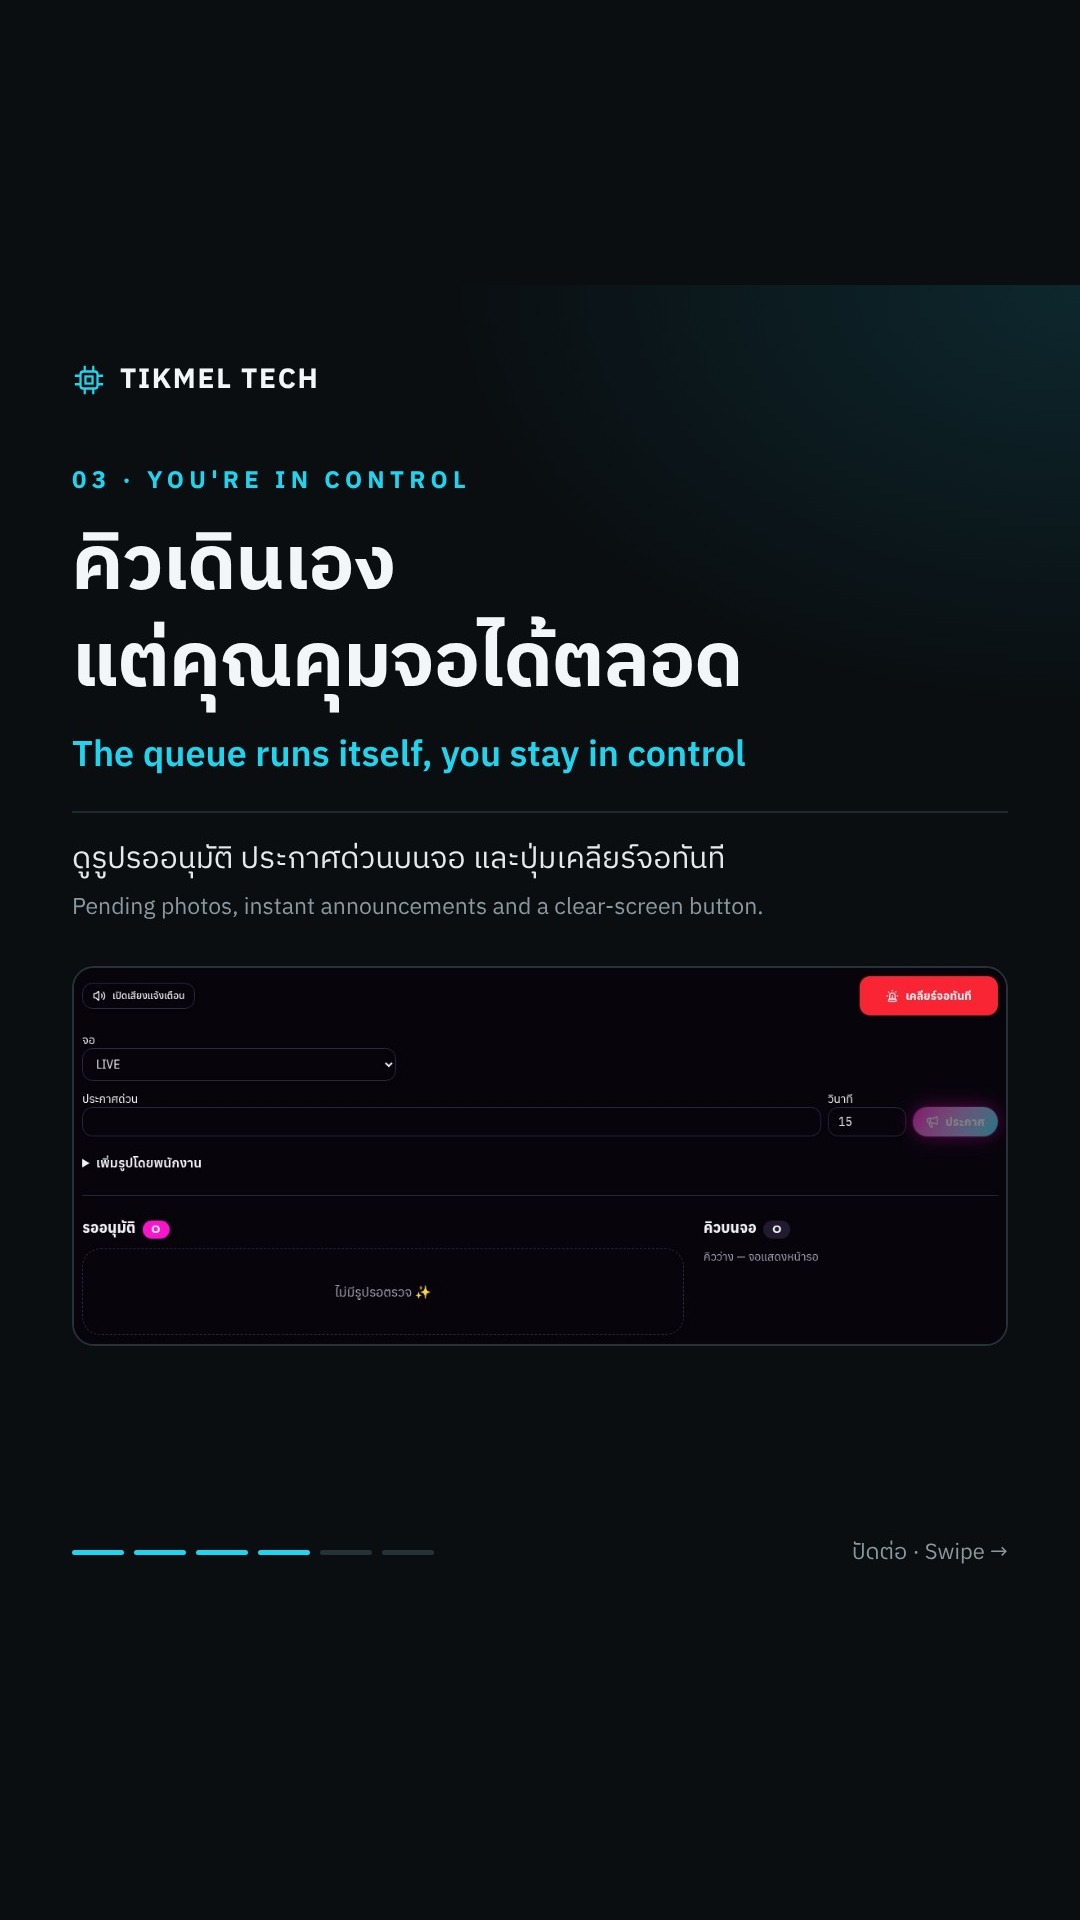 TIKMEL TECH
03 · YOU'RE IN CONTROL
คิวเดินเอง
แต่คุณคุมจอได้ตลอด
The queue runs itself, you stay in control
ดูรูปรออนุมัติ ประกาศด่วนบนจอ และปุ่มเคลียร์จอทันที
Pending photos, instant announcements and a clear-screen button.
เปิดเสียงแจ้งเตือน
เคลียร์จอทันที
จอ
LIVE
ประกาศด่วน
วินาที
15
ประกาศ
▶ เพิ่มรูปโดยพนักงาน
รออนุมัติ 0
คิวบนจอ 0
คิวว่าง — จอแสดงหน้ารอ
ไม่มีรูปรอตรวจ ✨
ปัดต่อ · Swipe →